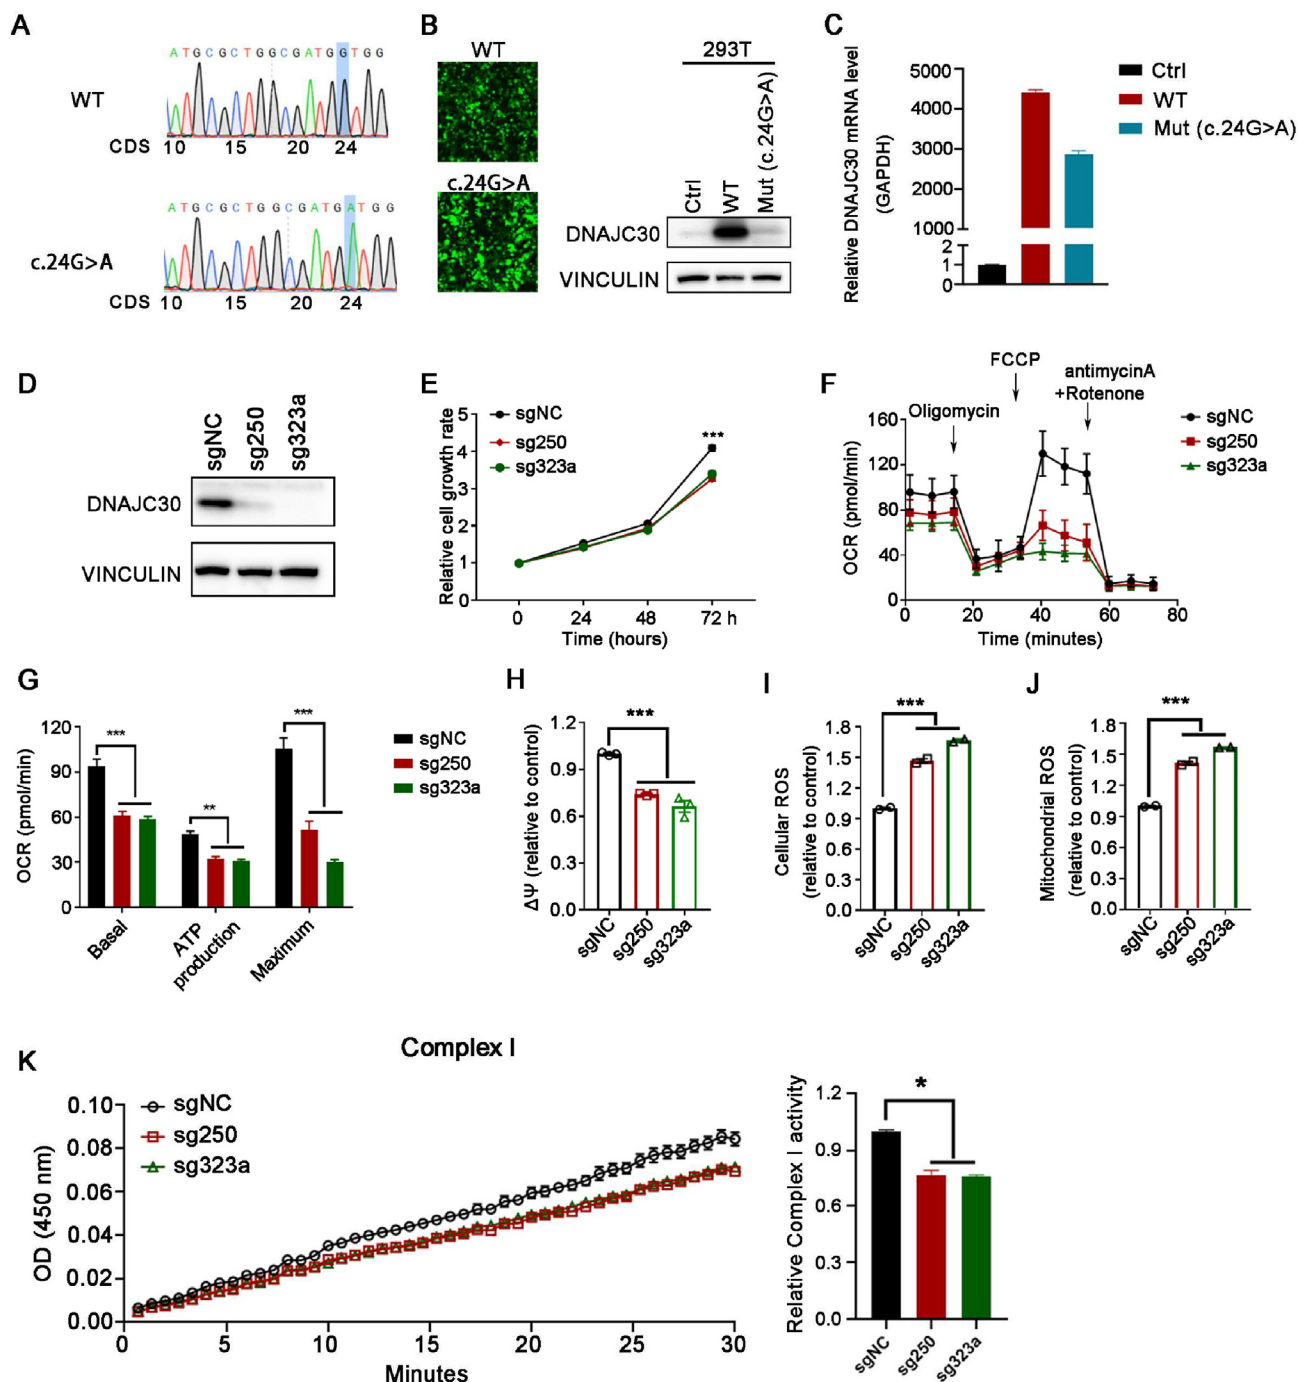 A
ATGCGCTGGCGATGGTGG
WT
CDS
10 15 20 24
ATGCGCTGGCGATGATGG
c.24G>A
CDS
10 15 20 24
B
WT
c.24G>A
293T
Ctrl
WT
Mut (c.24G>A)
DNAJC30
VINCULIN
C
Relative DNAJC30 mRNA level
(GAPDH)
5000
4000
3000
2000
1000
2
1
0
Ctrl
WT
Mut (c.24G>A)
D
sgNC
sg250
sg323a
DNAJC30
VINCULIN
E
Relative cell growth rate
5
4
3
2
1
0
sgNC
sg250
sg323a
***
0 24 48 72 h
Time (hours)
F
FCCP
antimycinA
+Rotenone
Oligomycin
OCR (pmol/min)
160
120
80
40
0
sgNC
sg250
sg323a
0 20 40 60 80
Time (minutes)
G
OCR (pmol/min)
120
90
60
30
0
***
**
***
sgNC
sg250
sg323a
Basal
ATP
production
Maximum
H
ΔΨ (relative to control)
1.2
0.9
0.6
0.3
0.0
***
sgNC
sg250
sg323a
I
Cellular ROS
(relative to control)
1.8
1.5
1.2
0.9
0.6
0.3
0.0
***
sgNC
sg250
sg323a
J
Mitochondrial ROS
(relative to control)
1.8
1.5
1.2
0.9
0.6
0.3
0.0
***
sgNC
sg250
sg323a
K
Complex I
OD (450 nm)
0.10
0.08
0.06
0.04
0.02
0.00
sgNC
sg250
sg323a
0 5 10 15 20 25 30
Minutes
Relative Complex I activity
1.2
0.9
0.6
0.3
0.0
*
sgNC
sg250
sg323a